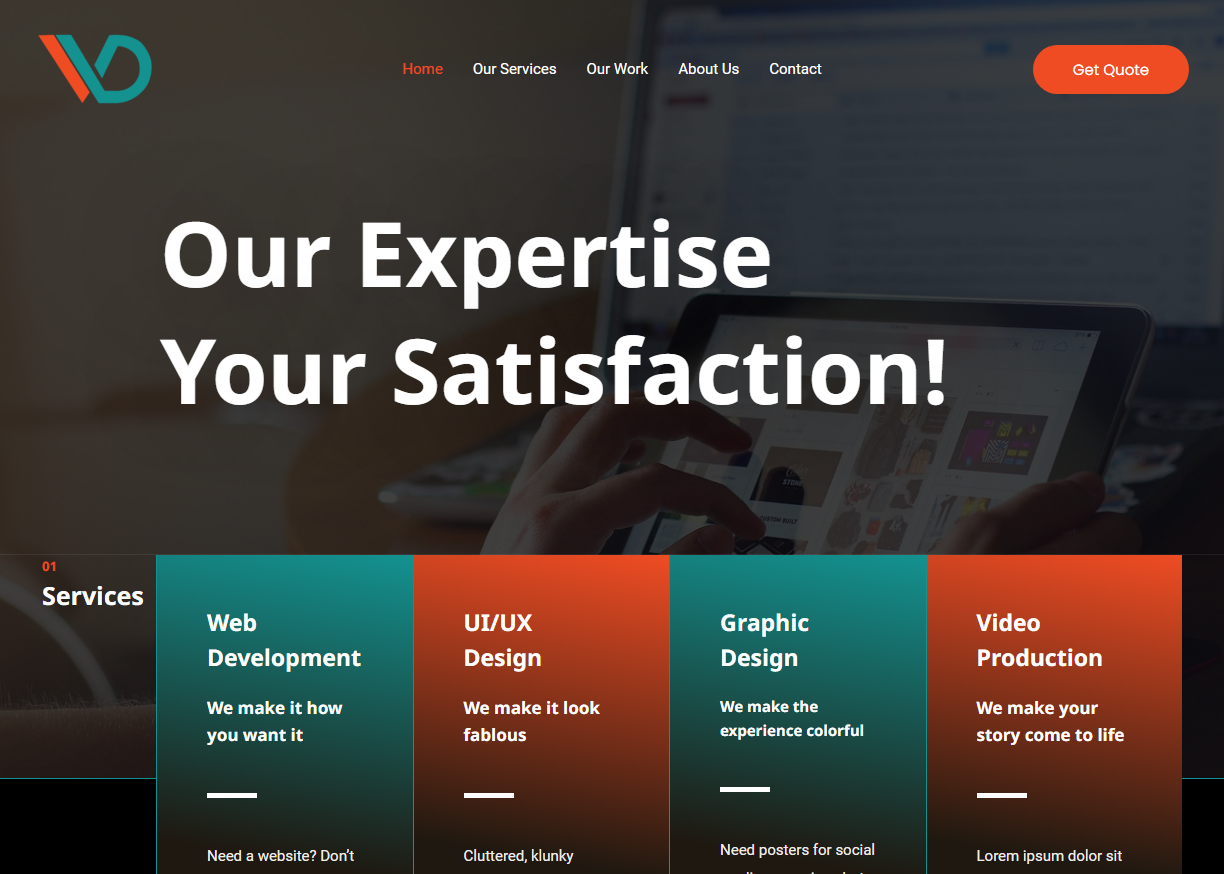 Home Our Services Our Work About Us Contact
Get Quote
Our Expertise
Your Satisfaction!
01
Services
Web
Development
We make it how
you want it
Need a website? Don’t
UI/UX
Design
We make it look
fablous
Cluttered, klunky
Graphic
Design
We make the
experience colorful
Need posters for social
Video
Production
We make your
story come to life
Lorem ipsum dolor sit